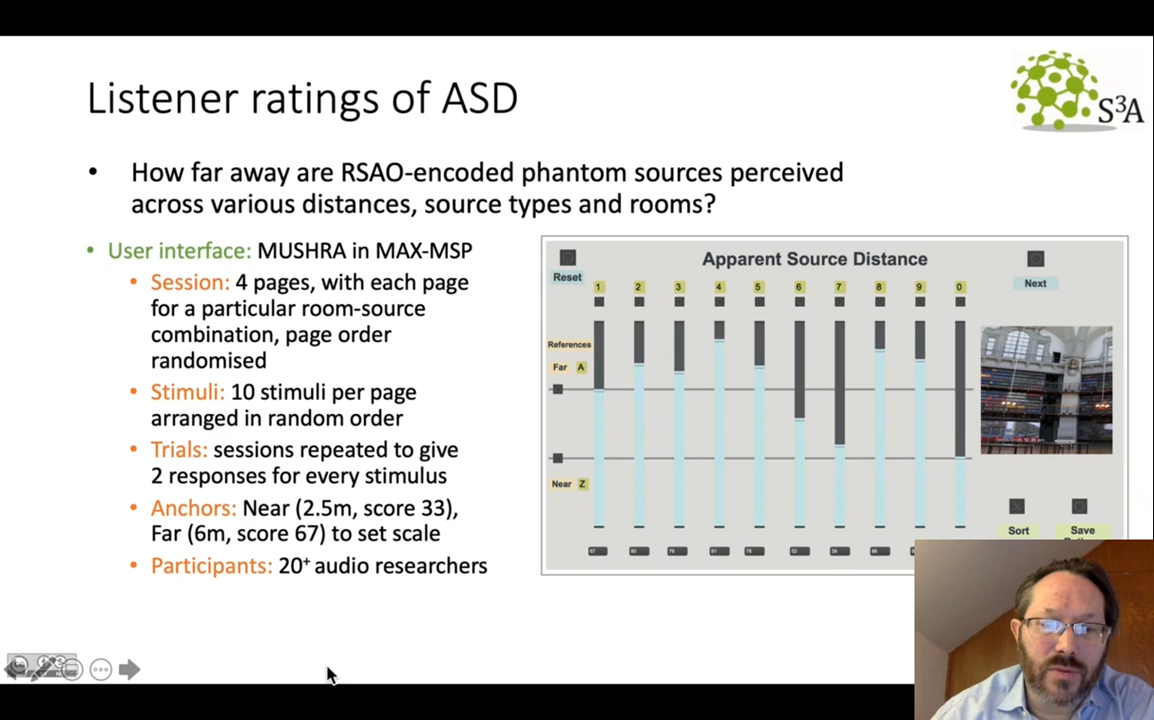 Listener ratings of ASD
S³A
• How far away are RSAO-encoded phantom sources perceived
across various distances, source types and rooms?
• User interface: MUSHRA in MAX-MSP
• Session: 4 pages, with each page
for a particular room-source
combination, page order
randomised
• Stimuli: 10 stimuli per page
arranged in random order
• Trials: sessions repeated to give
2 responses for every stimulus
• Anchors: Near (2.5m, score 33),
Far (6m, score 67) to set scale
• Participants: 20⁺ audio researchers
Apparent Source Distance
Reset
Next
1 2 3 4 5 6 7 8 9 0
References
Far A
Near Z
Sort
Save